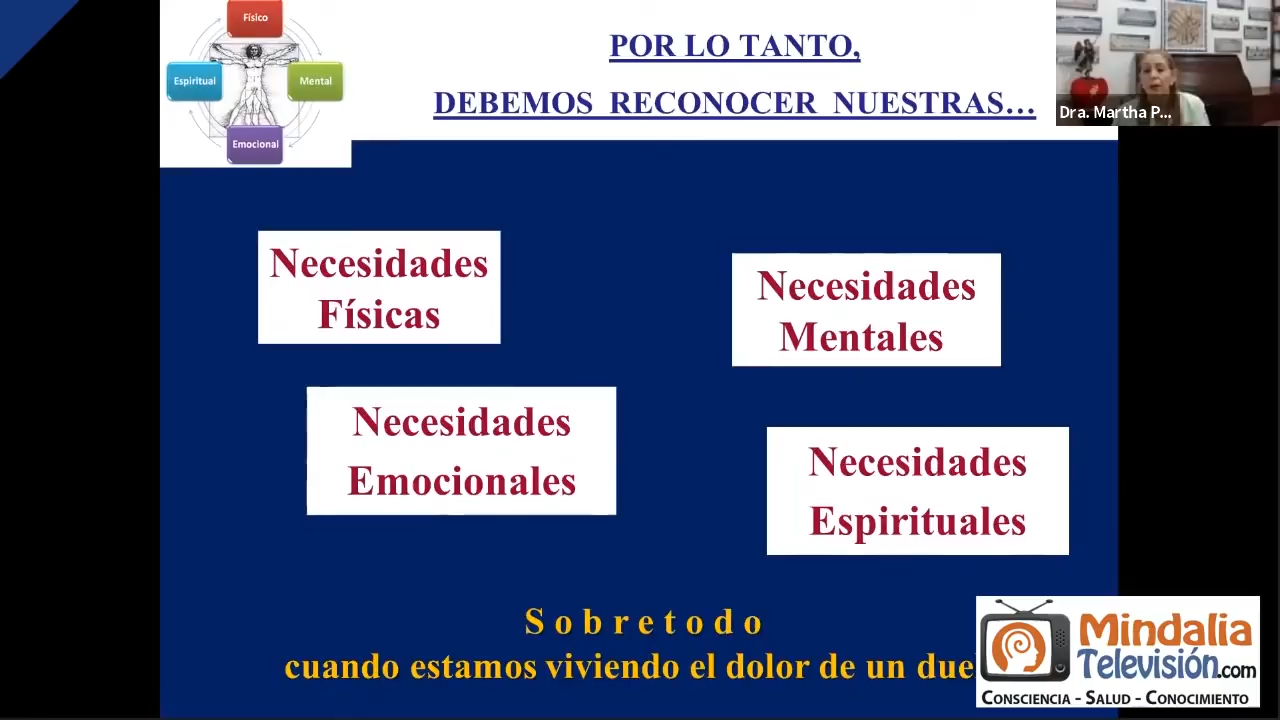 Físico
Espiritual
Mental
Emocional
POR LO TANTO,
DEBEMOS RECONOCER NUESTRAS…
Dra. Martha P...
Necesidades
Físicas
Necesidades
Mentales
Necesidades
Emocionales
Necesidades
Espirituales
Sobretodo
cuando estamos viviendo el dolor de un due
Mindalia
Televisión.com
CONSCIENCIA - SALUD - CONOCIMIENTO